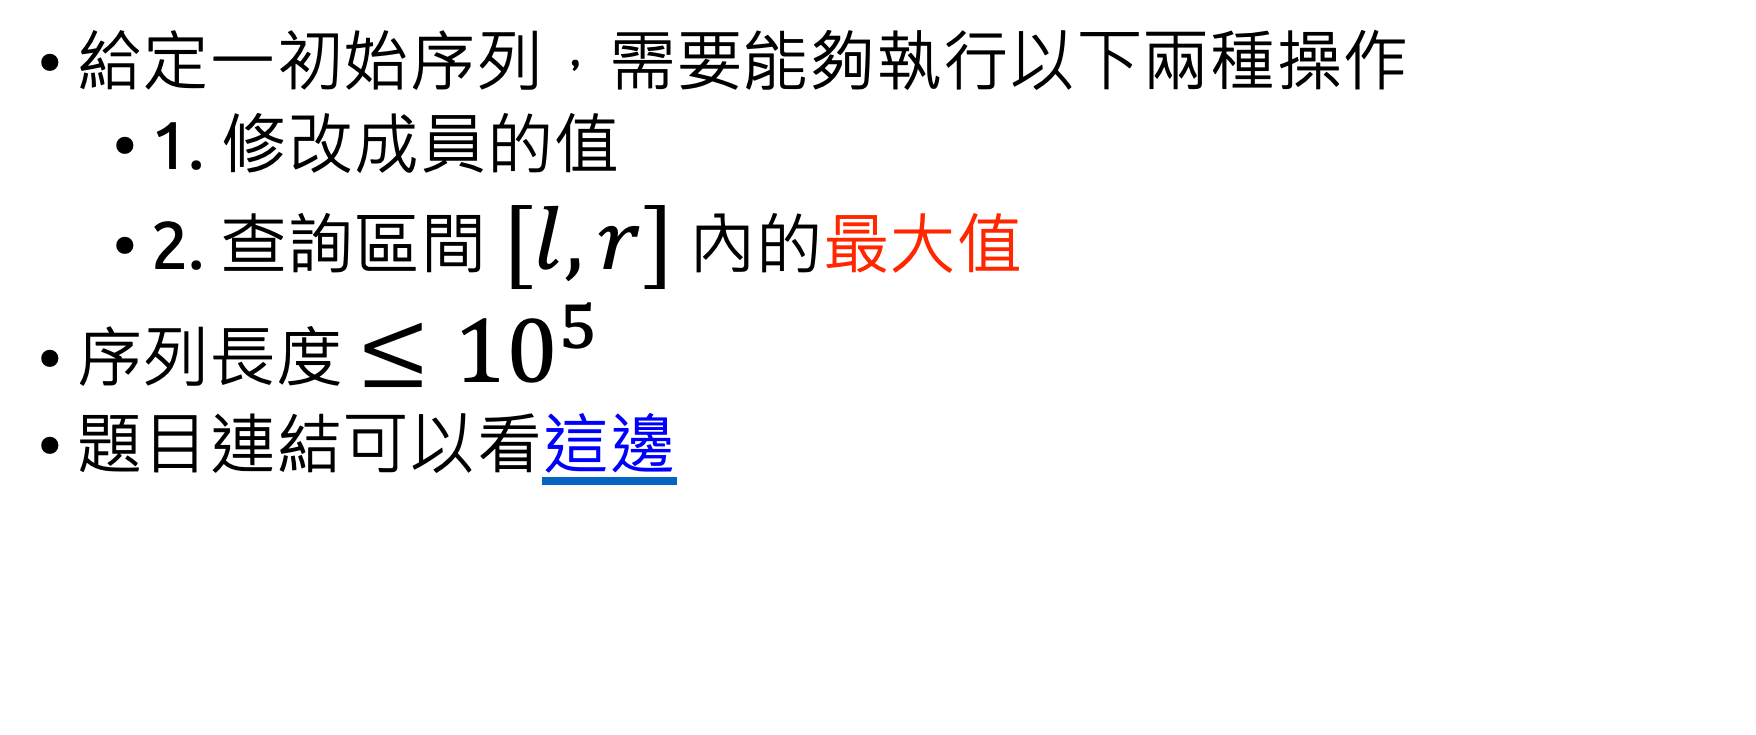 • 給定一初始序列，需要能夠執行以下兩種操作
• 1. 修改成員的值
• 2. 查詢區間 [l, r] 內的最大值
• 序列長度 ≤ 10⁵
• 題目連結可以看這邊